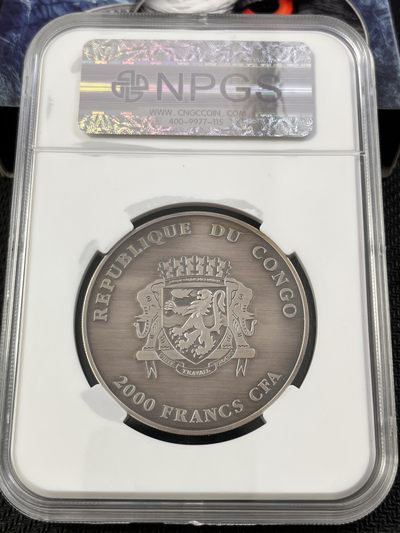 NPGS
WWW.CNGCCOIN.COM
400-9977-115
REPUBLIQUE DU CONGO
TRAVAIL
2000 FRANCS CFA